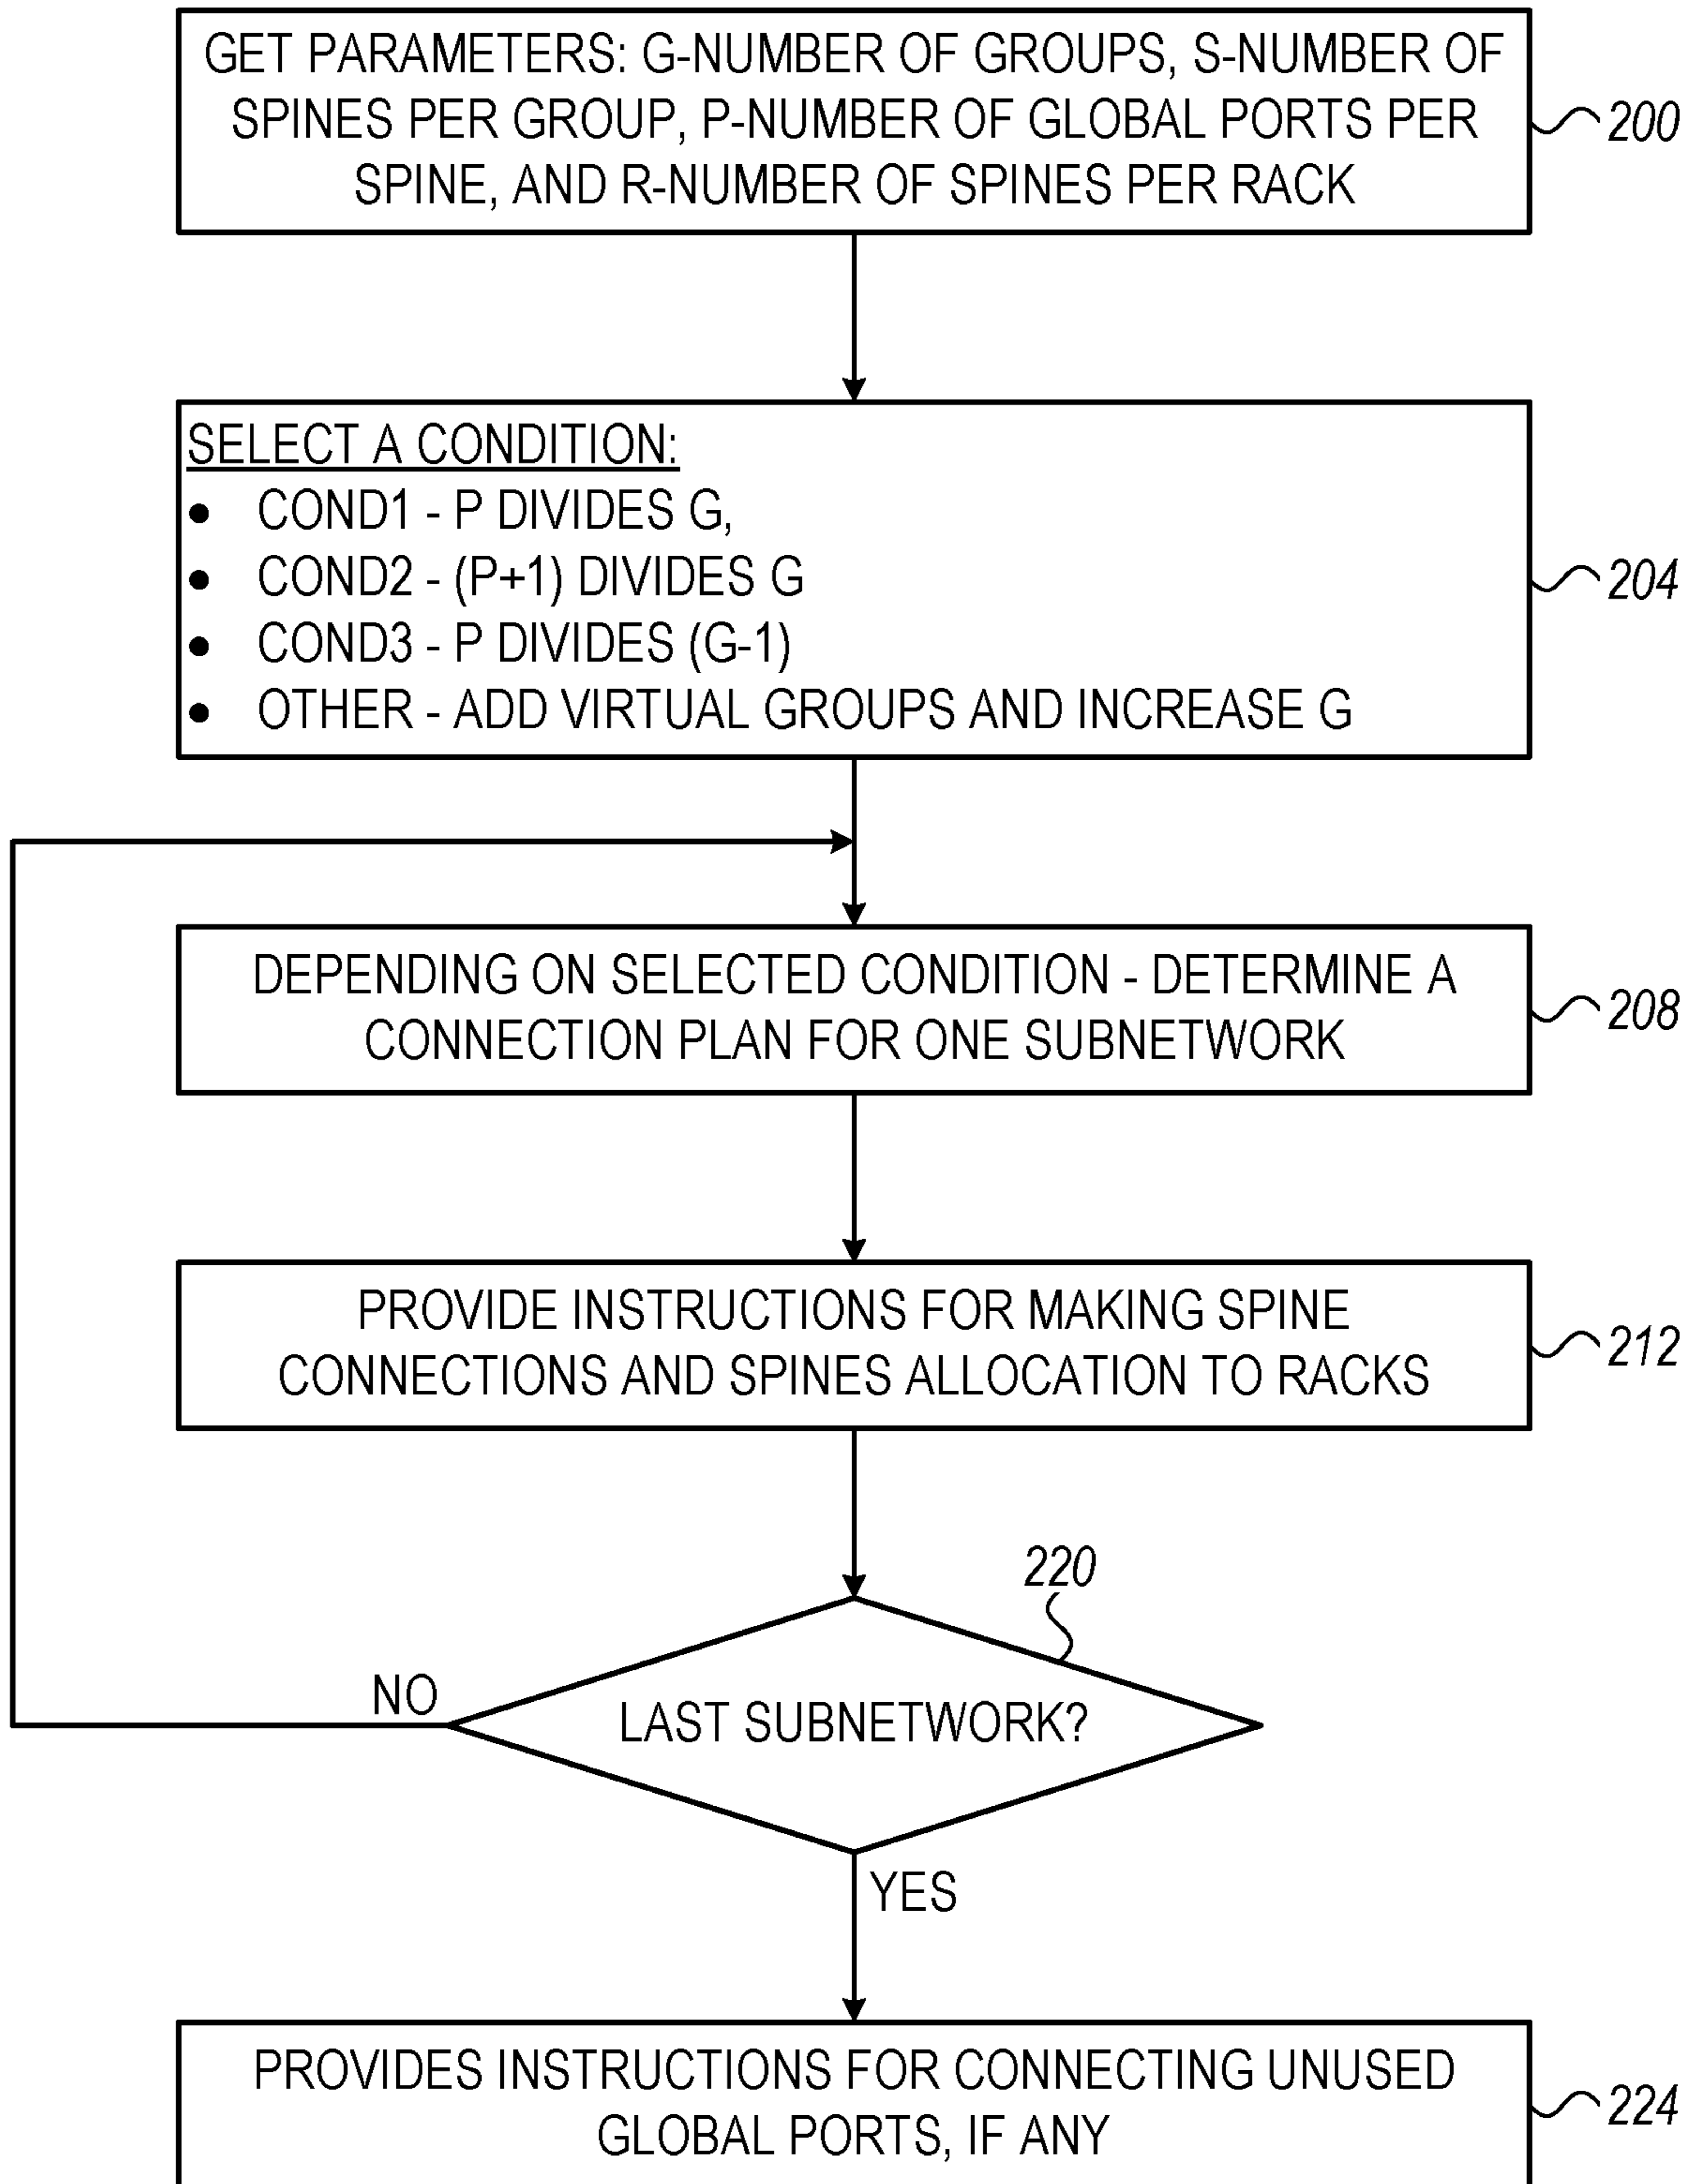 GET PARAMETERS: G-NUMBER OF GROUPS, S-NUMBER OF
SPINES PER GROUP, P-NUMBER OF GLOBAL PORTS PER
SPINE, AND R-NUMBER OF SPINES PER RACK
200
SELECT A CONDITION:
● COND1 - P DIVIDES G,
● COND2 - (P+1) DIVIDES G
● COND3 - P DIVIDES (G-1)
● OTHER - ADD VIRTUAL GROUPS AND INCREASE G
204
DEPENDING ON SELECTED CONDITION - DETERMINE A
CONNECTION PLAN FOR ONE SUBNETWORK
208
PROVIDE INSTRUCTIONS FOR MAKING SPINE
CONNECTIONS AND SPINES ALLOCATION TO RACKS
212
220
NO
LAST SUBNETWORK?
YES
PROVIDES INSTRUCTIONS FOR CONNECTING UNUSED
GLOBAL PORTS, IF ANY
224